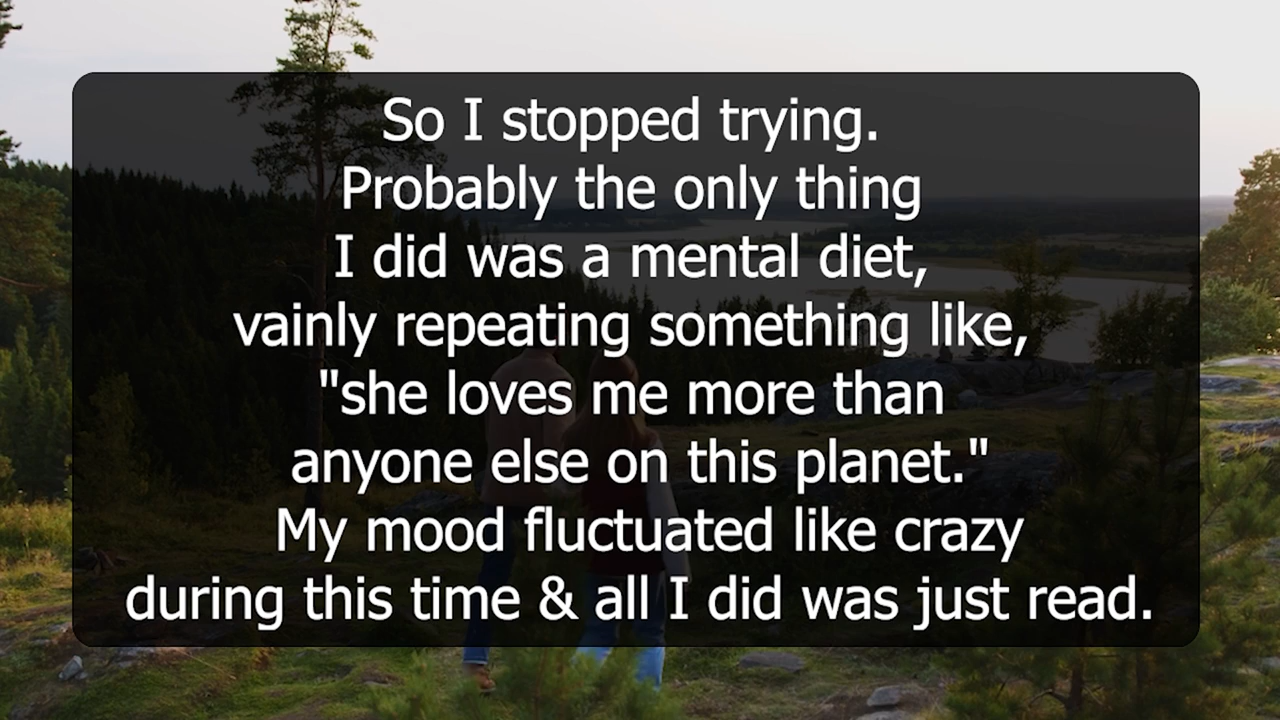 So I stopped trying.
Probably the only thing
I did was a mental diet,
vainly repeating something like,
"she loves me more than
anyone else on this planet."
My mood fluctuated like crazy
during this time & all I did was just read.